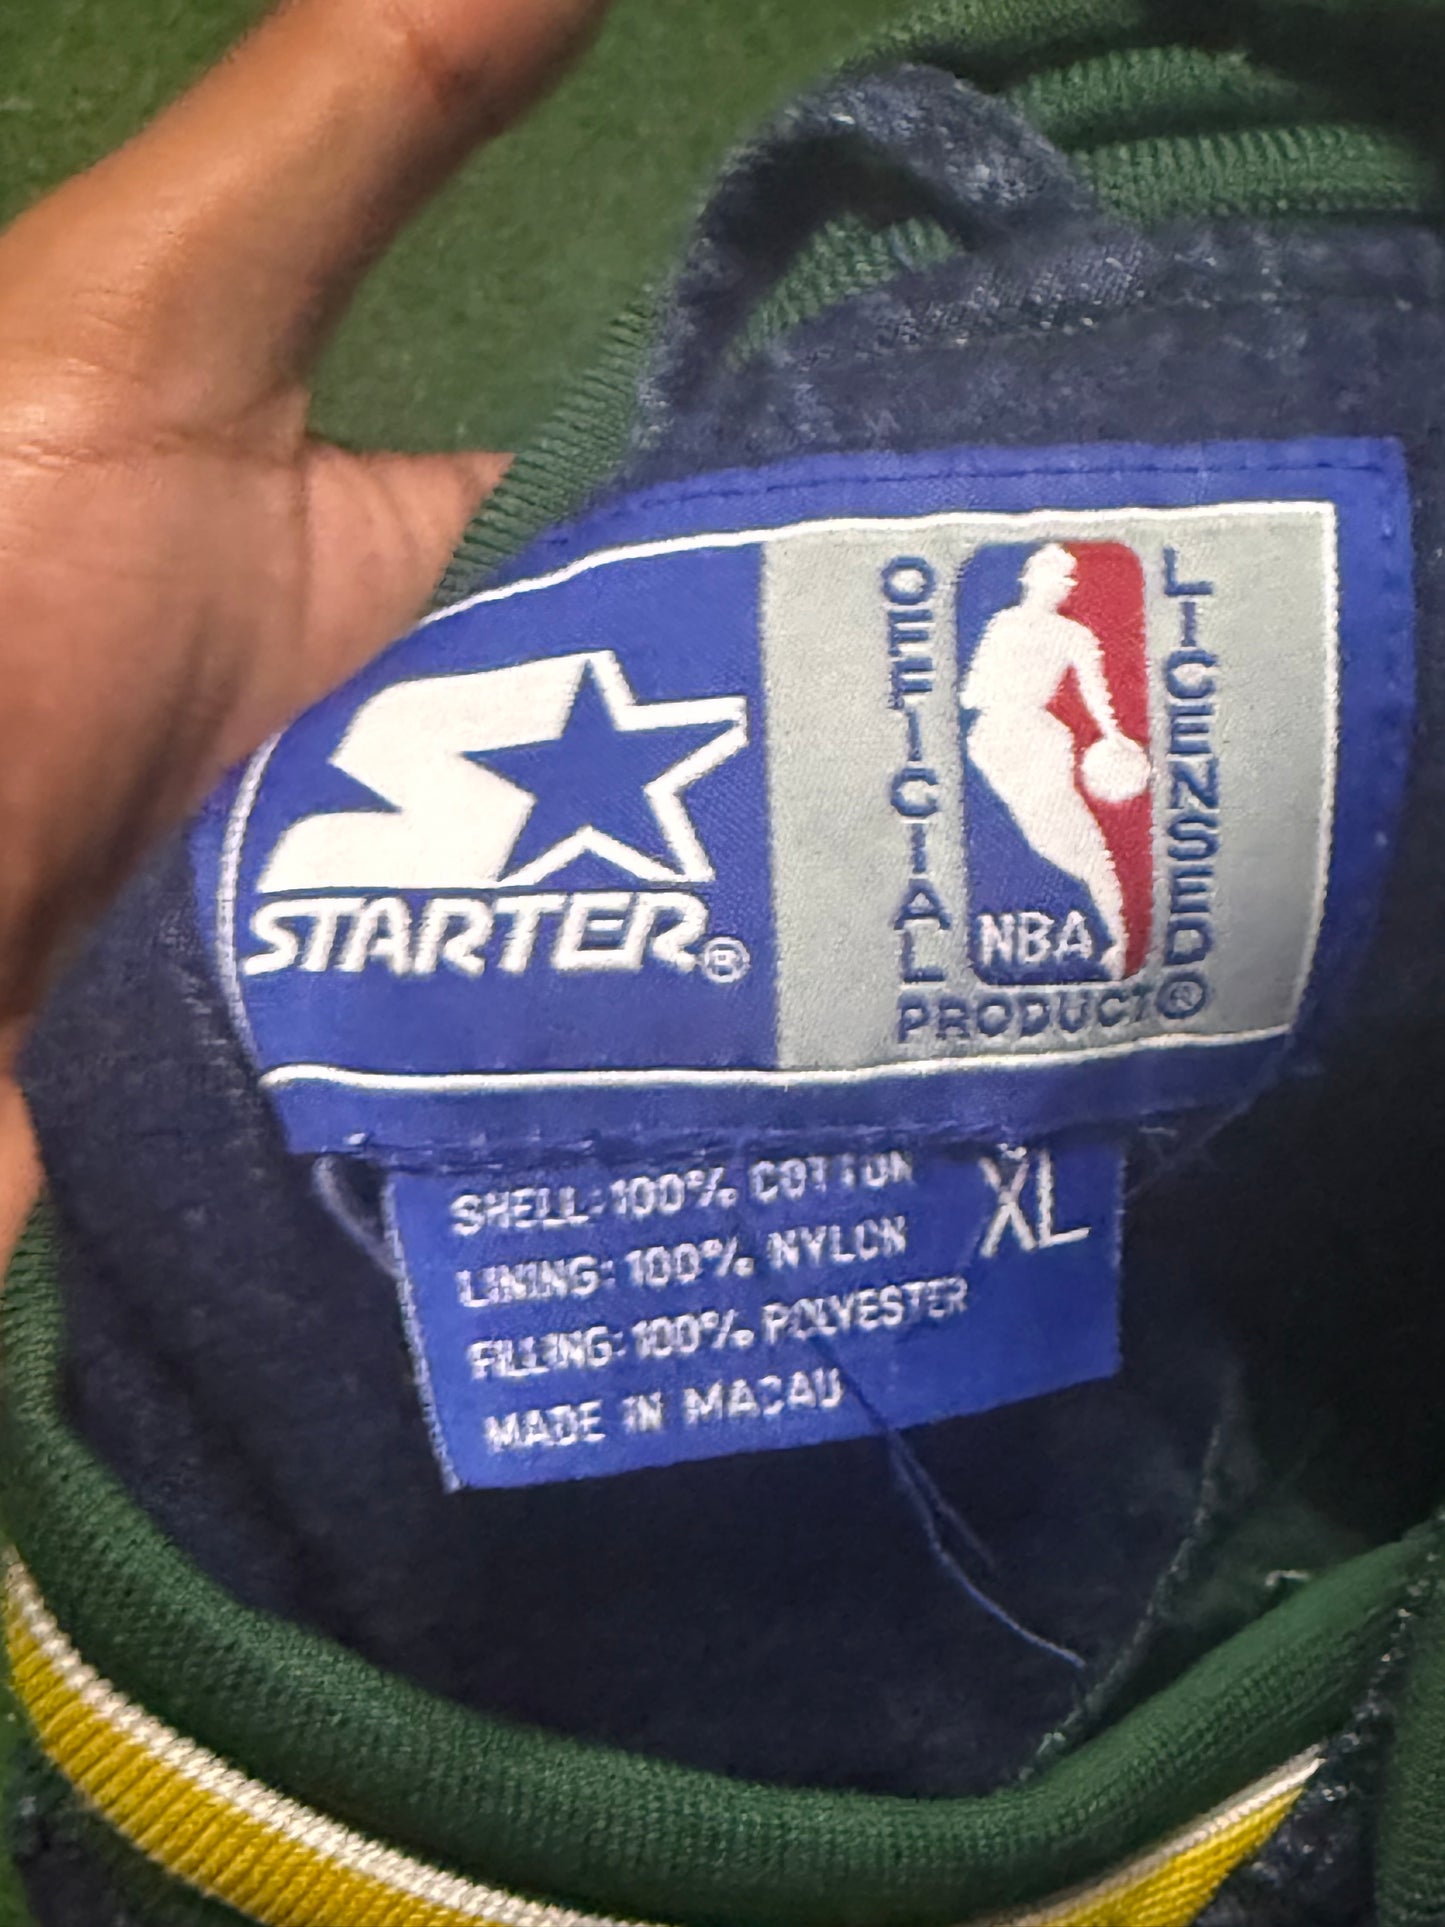 STARTER®
OFFICIAL
LICENSED
NBA
PRODUCT®
SHELL: 100% COTTON
XL
LINING: 100% NYLON
FILLING: 100% POLYESTER
MADE IN MACAU